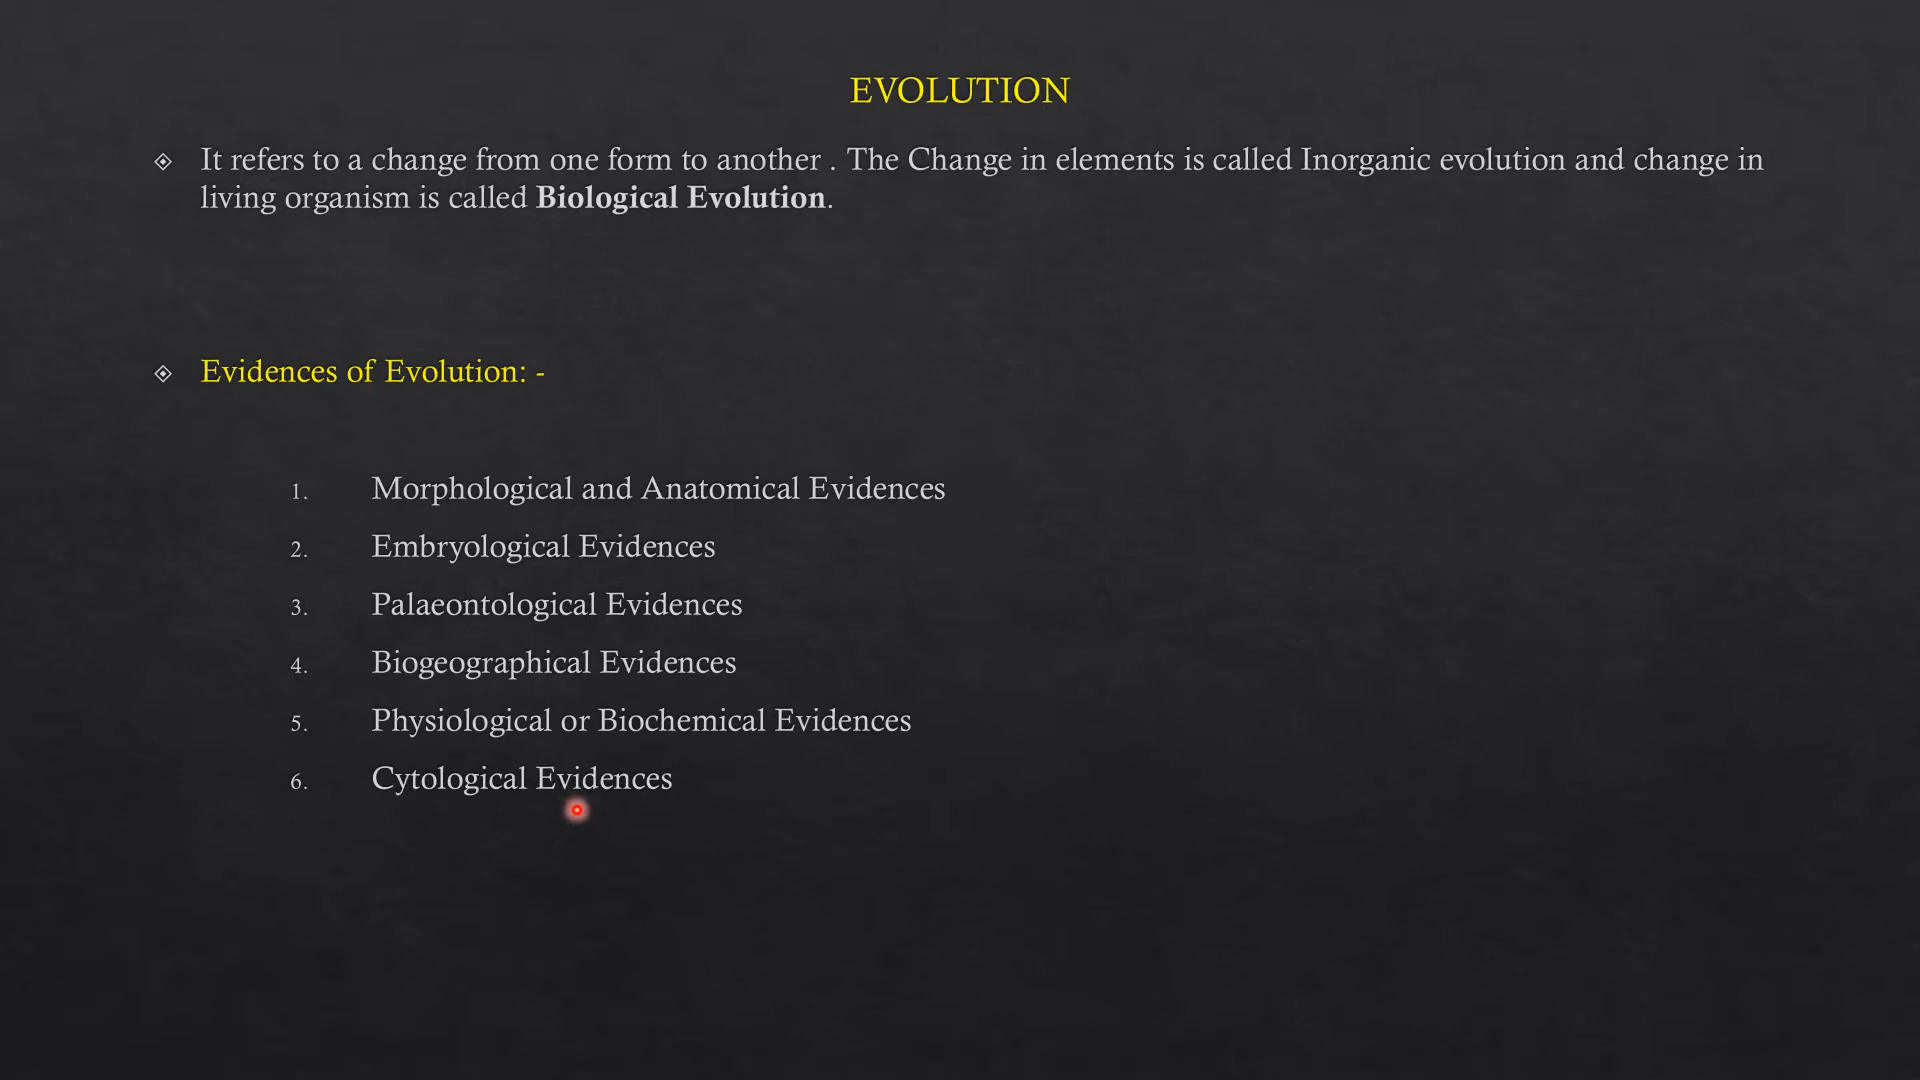 EVOLUTION
It refers to a change from one form to another . The Change in elements is called Inorganic evolution and change in
living organism is called Biological Evolution.
Evidences of Evolution: -
1. Morphological and Anatomical Evidences
2. Embryological Evidences
3. Palaeontological Evidences
4. Biogeographical Evidences
5. Physiological or Biochemical Evidences
6. Cytological Evidences